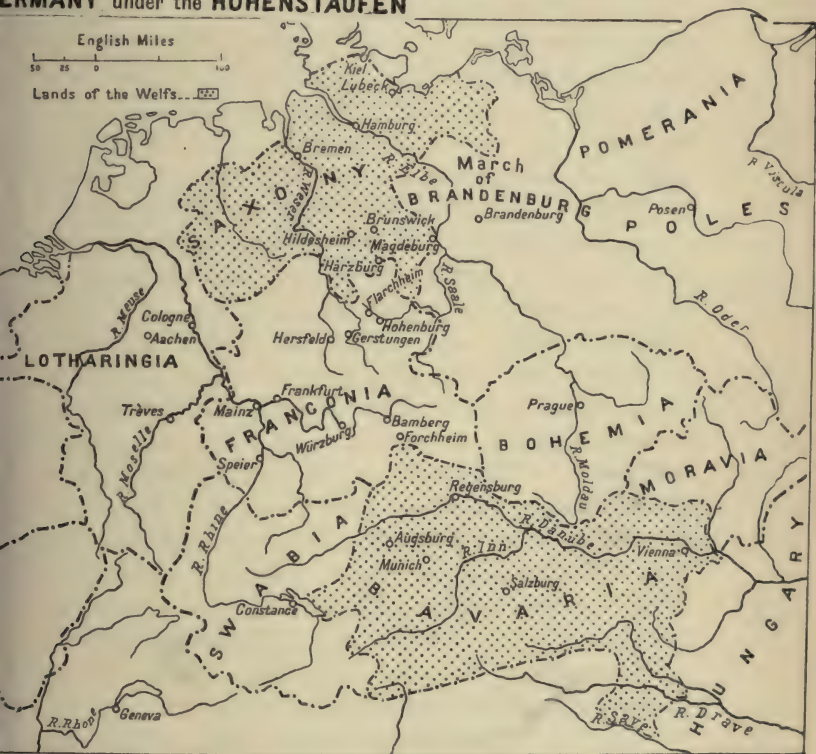 ERMANY under the HOHENSTAUFEN
English Miles
50 25 0 100
Lands of the Welfs
Kiel
Lubeck
Hamburg
Bremen
R. Elbe
R. Weser
SAXONY
March
of
BRANDENBURG
Brandenburg
POMERANIA
R. Viscula
Posen
POLES
Brunswick
Hildesheim
Magdeburg
Harzburg
R. Saale
Flarchheim
Hohenburg
Hersfeld
Gerstungen
R. Oder
R. Meuse
Cologne
Aachen
LOTHARINGIA
Frankfurt
Mainz
FRANCONIA
Trèves
R. Moselle
Würzburg
Bamberg
Forchheim
Speier
Prague
BOHEMIA
R. Moldau
MORAVIA
R. Rhine
Regensburg
R. Danube
Vienna
Augsburg
Munich
R. Inn
Salzburg
BAVARIA
SWABIA
Constance
HUNGARY
Geneva
R. Rhone
R. Save
R. Drave